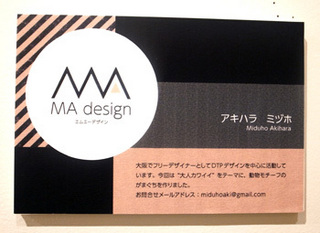 MA design
エムエーデザイン
アキハラ ミヅホ
Miduho Akihara
大阪でフリーデザイナーとしてDTPデザインを中心に活動して
います。今回は“大人カワイイ”をテーマに、動物モチーフの
がまぐちを作りました。
お問合せメールアドレス：miduhoaki@gmail.com